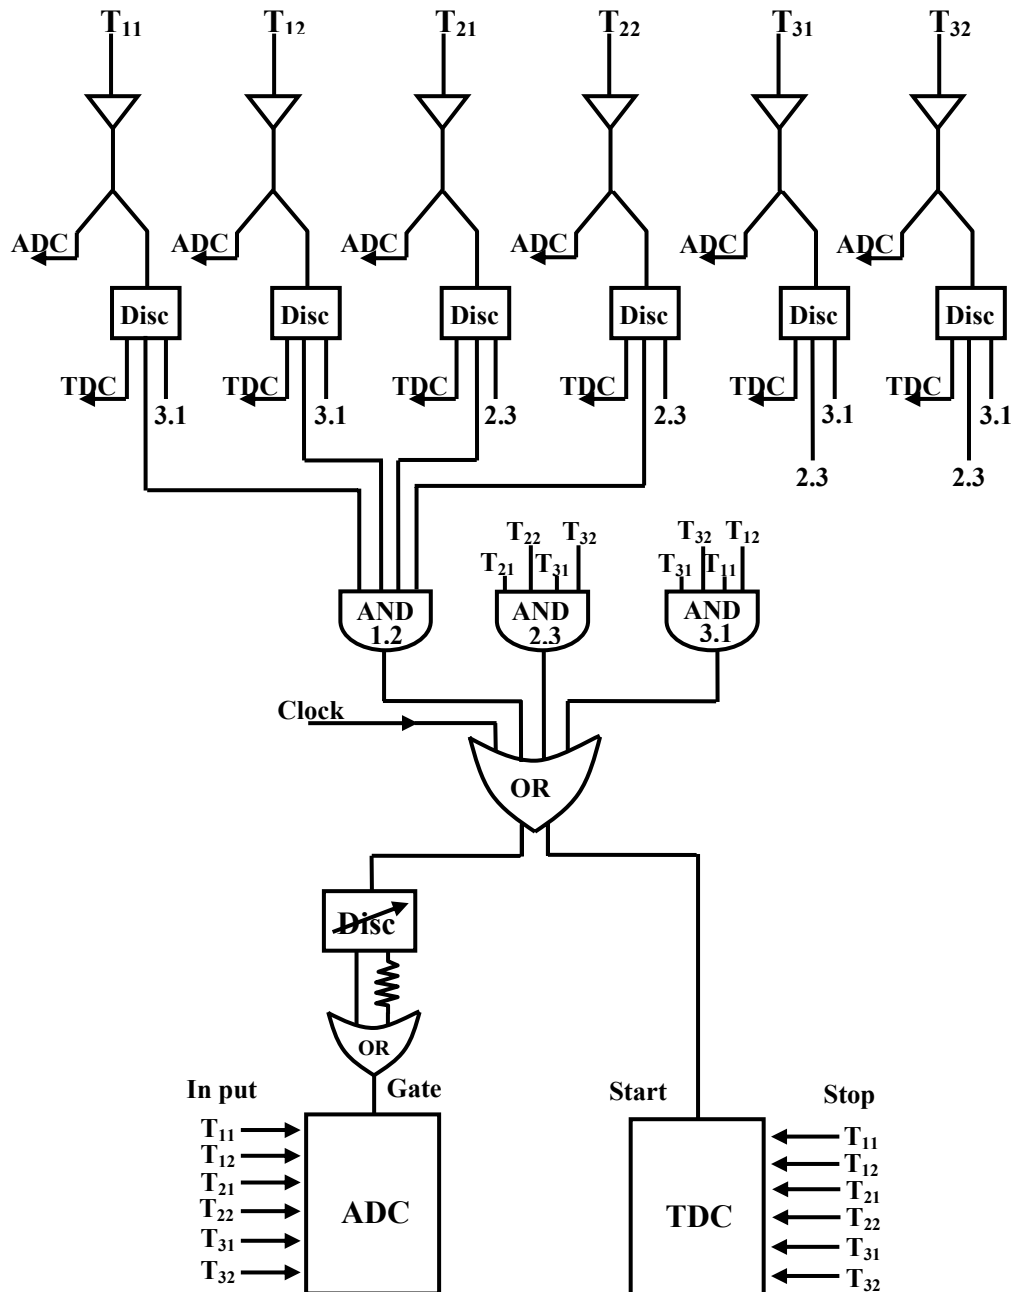 T11 T12 T21 T22 T31 T32
ADC ADC ADC ADC ADC ADC
Disc Disc Disc Disc Disc Disc
TDC TDC TDC TDC TDC TDC
3.1 3.1 2.3 2.3 3.1 3.1
2.3 2.3
T22 T32 T32 T12
T21 T31 T31 T11
AND AND AND
1.2 2.3 3.1
Clock
OR
Disc
OR
In put Gate Start Stop
T11 T11
T12 T12
T21 T21
T22 T22
ADC TDC
T31 T31
T32 T32